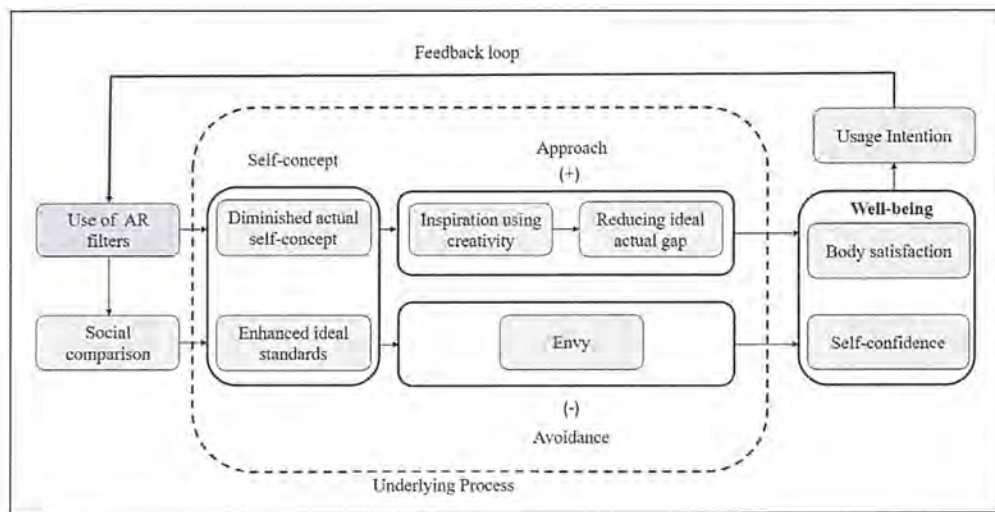 Feedback loop
Usage Intention
Self-concept
Approach
(+)
Use of AR
filters
Diminished actual
self-concept
Inspiration using
creativity
Reducing ideal
actual gap
Well-being
Body satisfaction
Social
comparison
Enhanced ideal
standards
Envy
Self-confidence
(-)
Avoidance
Underlying Process